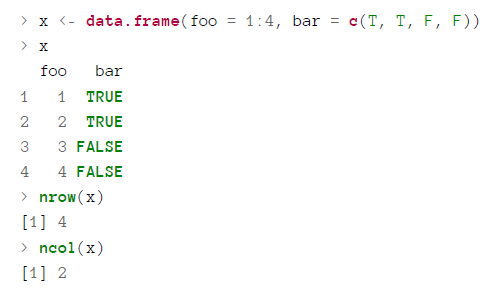 > x <- data.frame(foo = 1:4, bar = c(T, T, F, F))
> x
  foo   bar
1   1  TRUE
2   2  TRUE
3   3 FALSE
4   4 FALSE
> nrow(x)
[1] 4
> ncol(x)
[1] 2